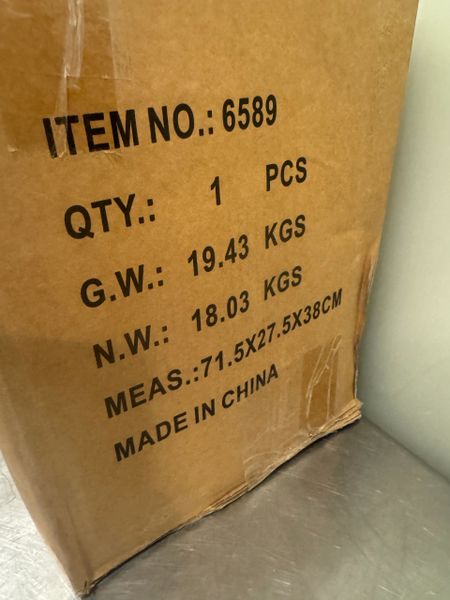 ITEM NO.: 6589
QTY.: 1 PCS
G.W.: 19.43 KGS
N.W.: 18.03 KGS
MEAS.:71.5X27.5X38CM
MADE IN CHINA